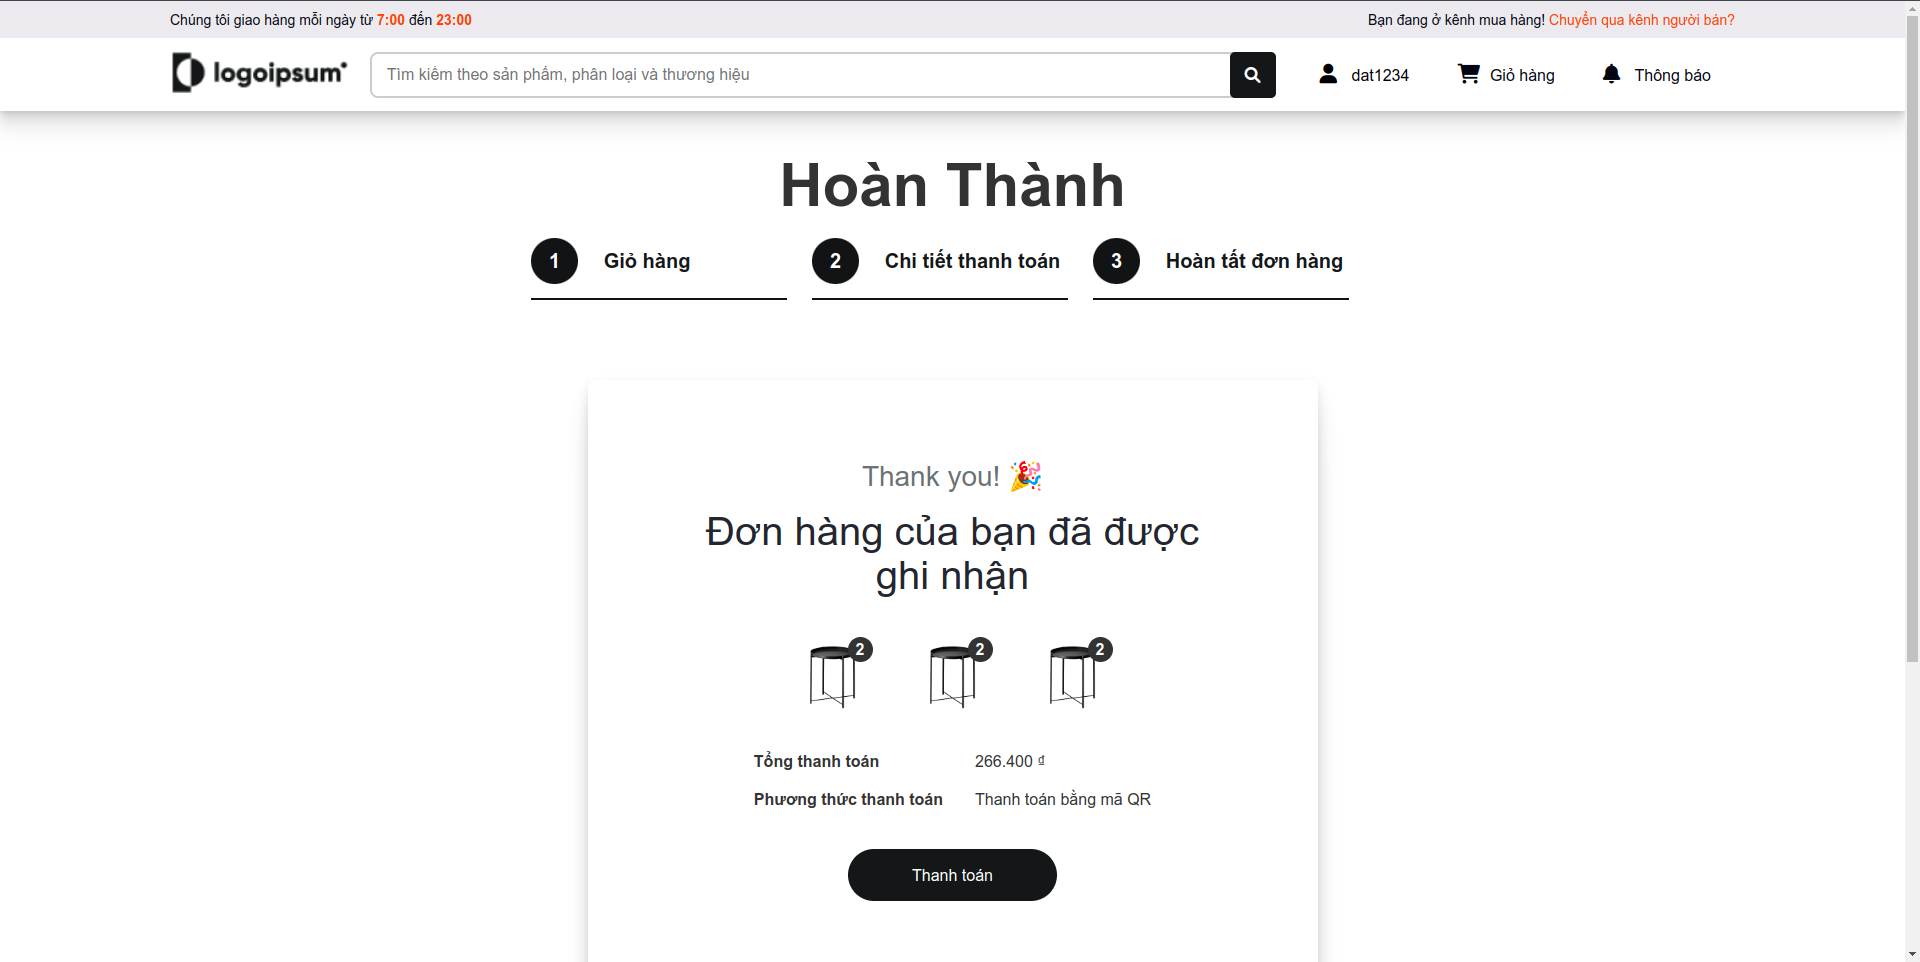 Chúng tôi giao hàng mỗi ngày từ 7:00 đến 23:00
Bạn đang ở kênh mua hàng! Chuyển qua kênh người bán?
logoipsum
Tìm kiếm theo sản phẩm, phân loại và thương hiệu
dat1234
Giỏ hàng
Thông báo
Hoàn Thành
1 Giỏ hàng
2 Chi tiết thanh toán
3 Hoàn tất đơn hàng
Thank you! 🎉
Đơn hàng của bạn đã được
ghi nhận
2 2 2
Tổng thanh toán 266.400 ₫
Phương thức thanh toán Thanh toán bằng mã QR
Thanh toán